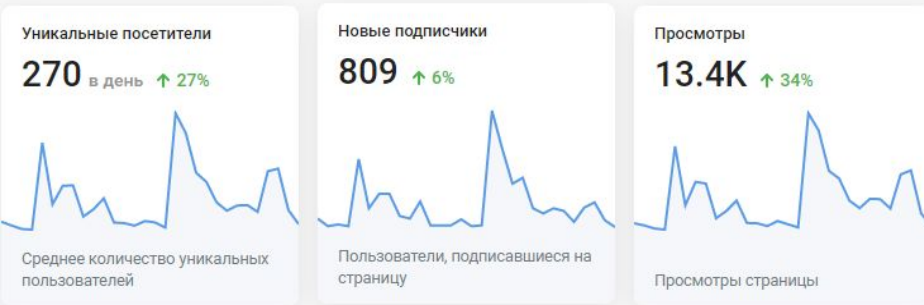 Уникальные посетители
270 в день ↑ 27%
Среднее количество уникальных
пользователей
Новые подписчики
809 ↑ 6%
Пользователи, подписавшиеся на
страницу
Просмотры
13.4K ↑ 34%
Просмотры страницы